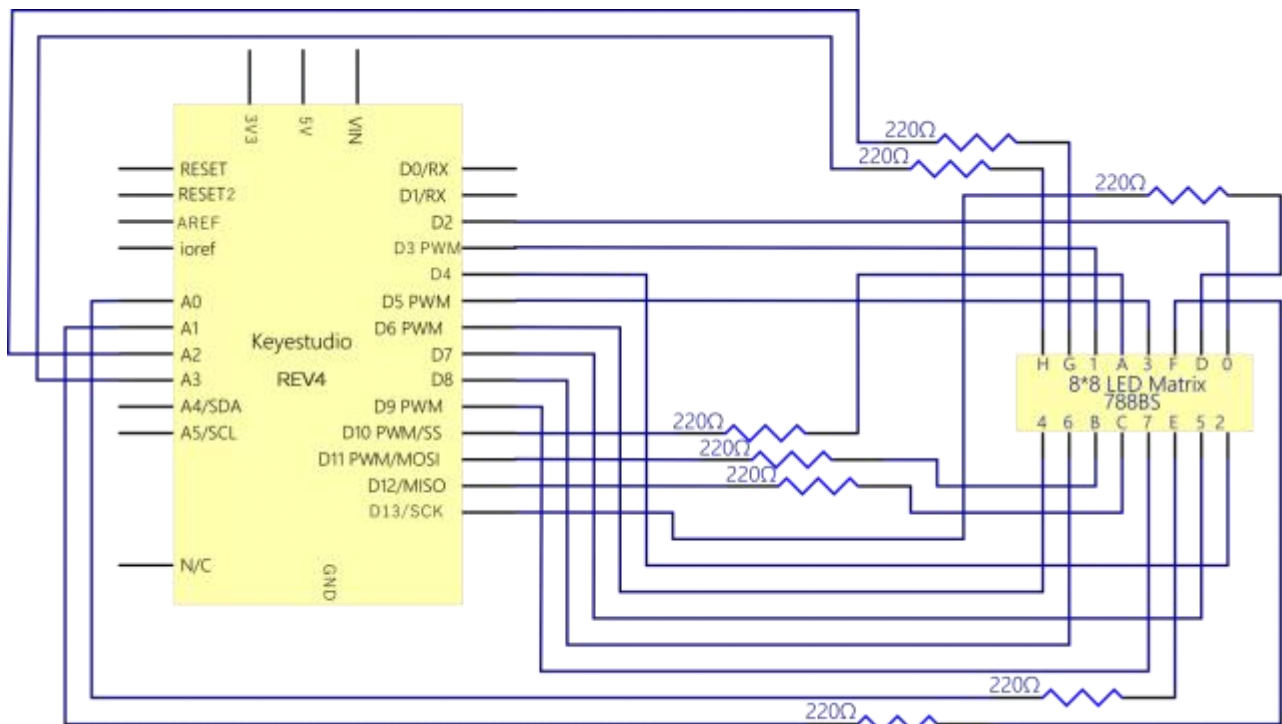 220Ω
220Ω
220Ω
3V3 5V VIN
RESET D0/RX
RESET2 D1/RX
AREF D2
ioref D3 PWM
D4
A0 D5 PWM
A1 D6 PWM
Keyestudio
A2 D7
A3 REV4 D8
A4/SDA D9 PWM
A5/SCL D10 PWM/SS
D11 PWM/MOSI
D12/MISO
D13/SCK
N/C
GND
H G 1 A 3 F D 0
8*8 LED Matrix
788BS
4 6 B C 7 E 5 2
220Ω
220Ω
220Ω
220Ω
220Ω